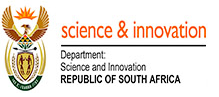 science & innovation
Department:
Science and Innovation
REPUBLIC OF SOUTH AFRICA